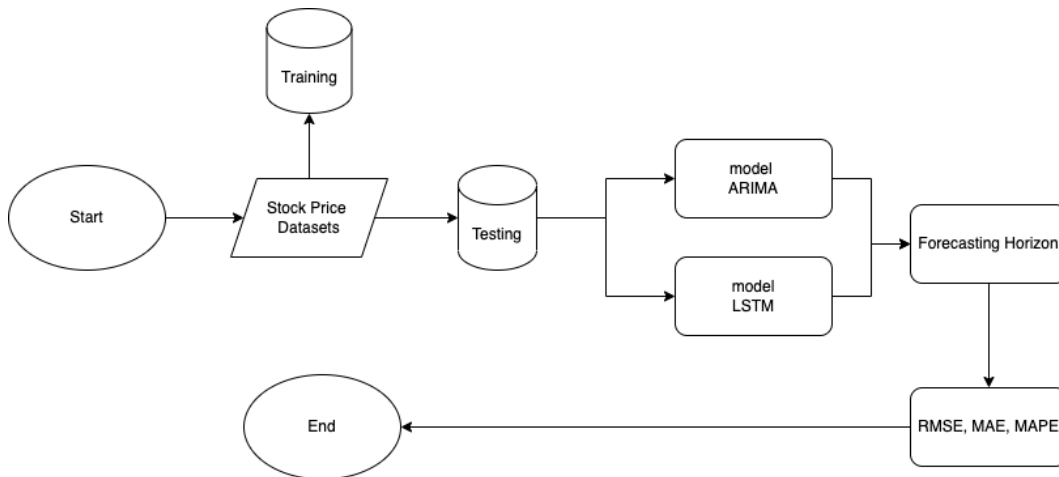 Training
Start
Stock Price
Datasets
Testing
model
ARIMA
model
LSTM
Forecasting Horizon
RMSE, MAE, MAPE
End